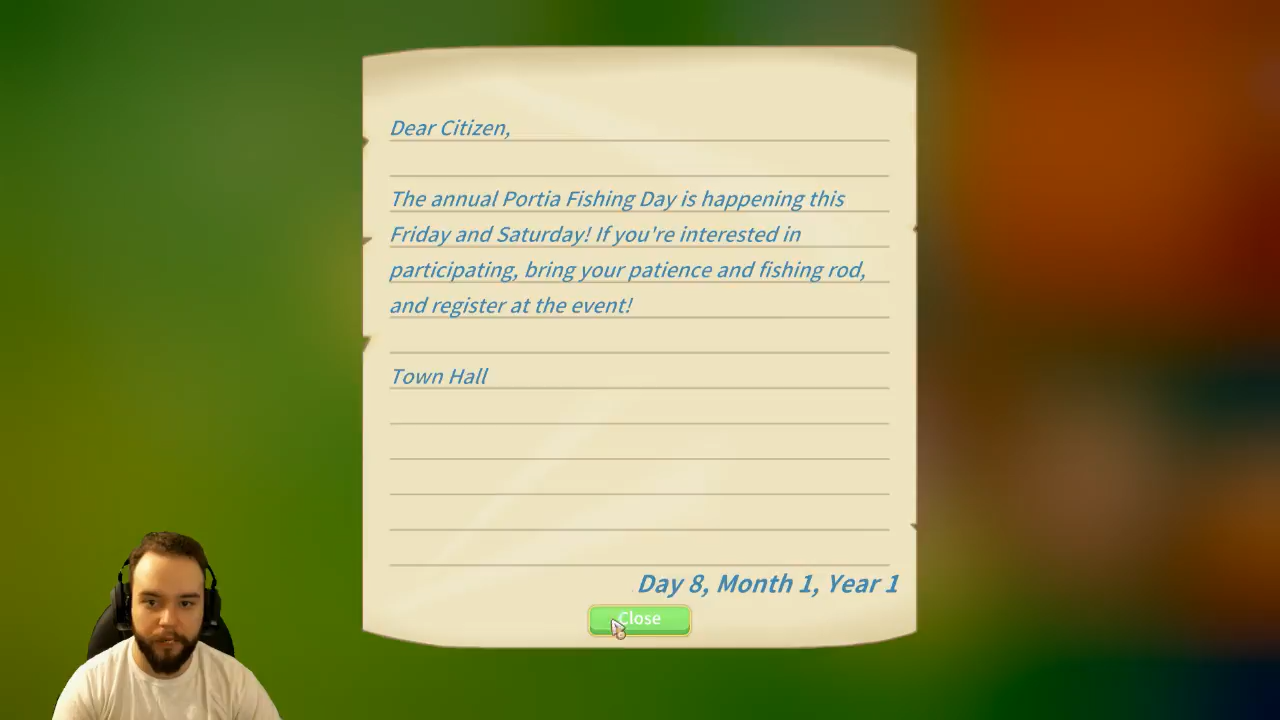 Dear Citizen,
The annual Portia Fishing Day is happening this
Friday and Saturday! If you're interested in
participating, bring your patience and fishing rod,
and register at the event!
Town Hall
Day 8, Month 1, Year 1
Close